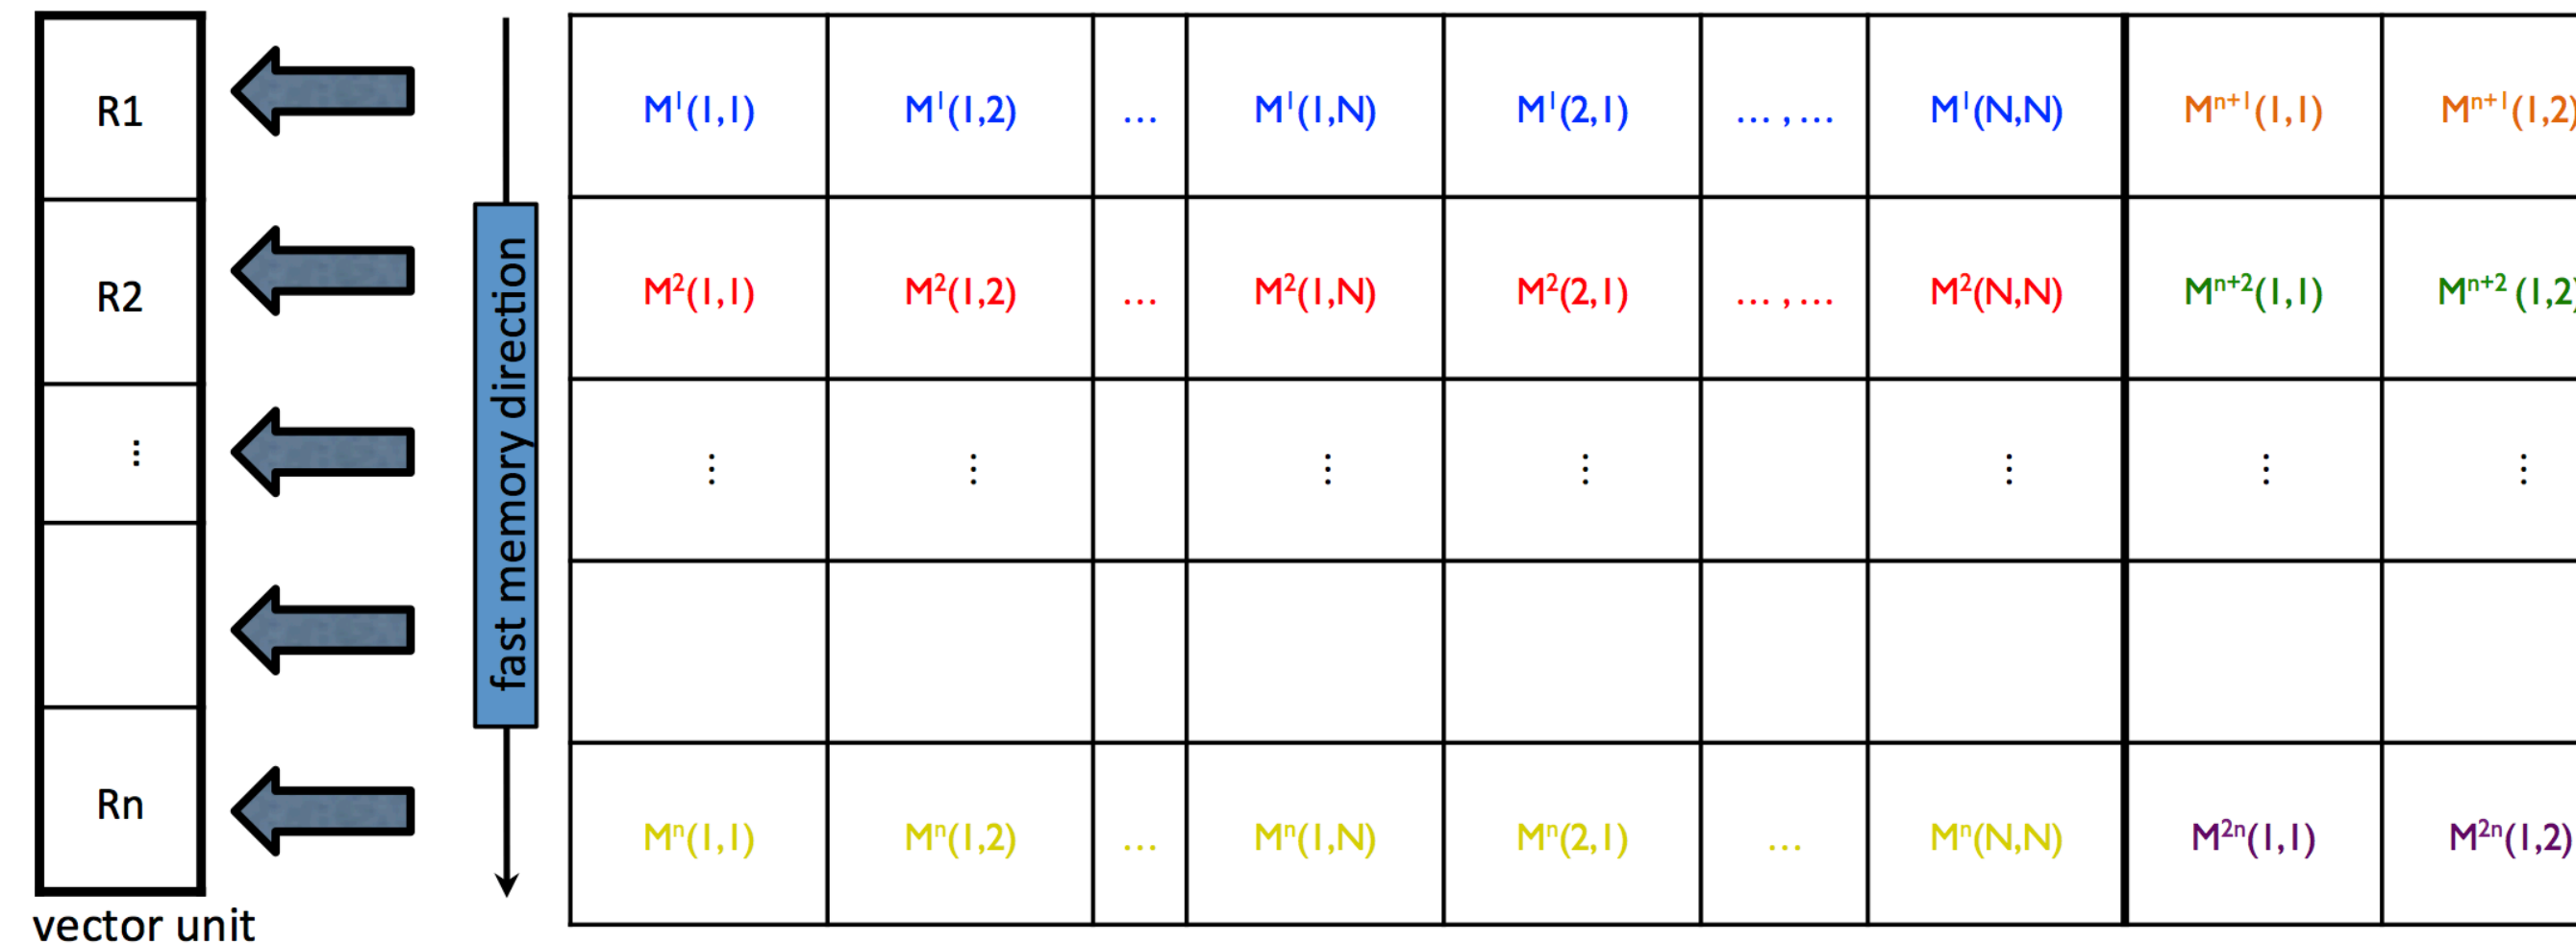 R1
R2
⋮
Rn
vector unit
fast memory direction
M¹(1,1) M¹(1,2) … M¹(1,N) M¹(2,1) … , … M¹(N,N) Mⁿ⁺¹(1,1) Mⁿ⁺¹(1,2)
M²(1,1) M²(1,2) … M²(1,N) M²(2,1) … , … M²(N,N) Mⁿ⁺²(1,1) Mⁿ⁺² (1,2)
⋮ ⋮ ⋮ ⋮ ⋮ ⋮ ⋮
Mⁿ(1,1) Mⁿ(1,2) … Mⁿ(1,N) Mⁿ(2,1) … Mⁿ(N,N) M²ⁿ(1,1) M²ⁿ(1,2)